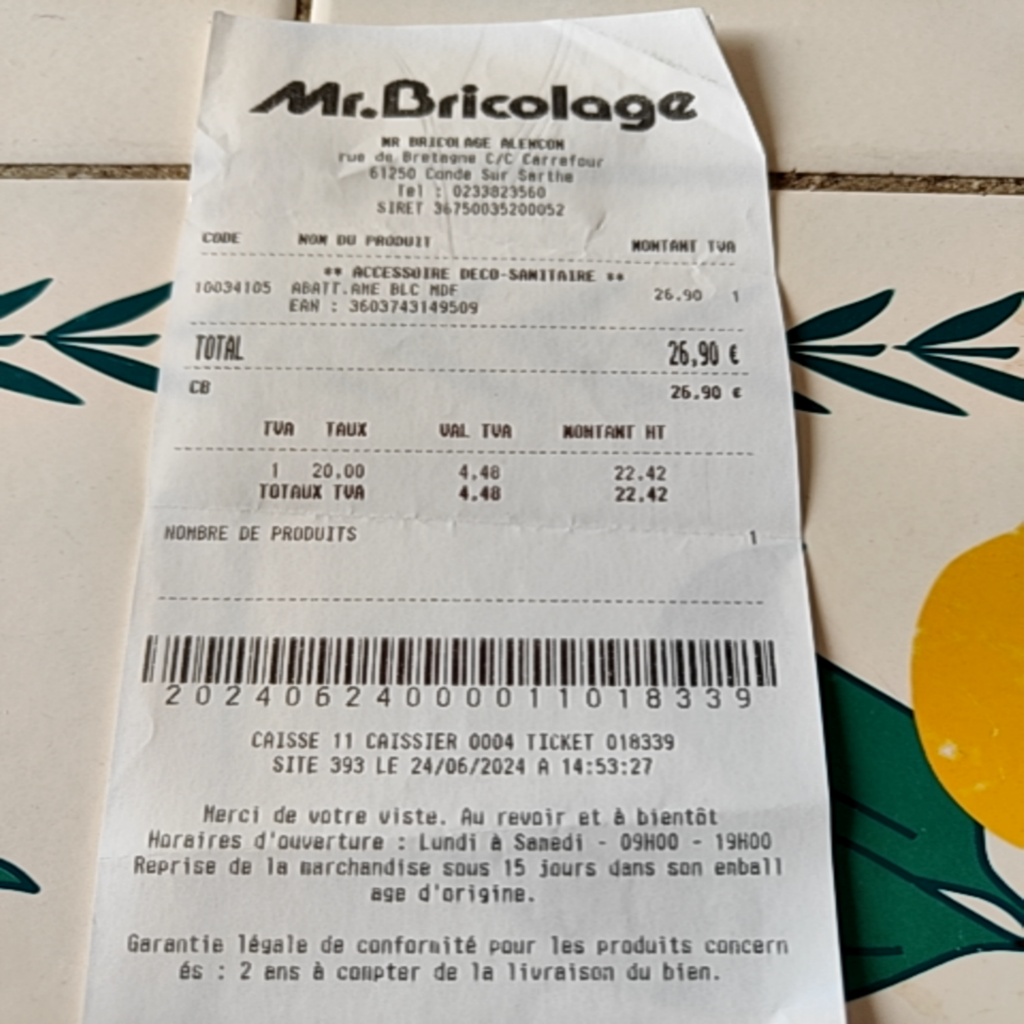 Mr.Bricolage
MR BRICOLAGE ALENCON
rue de Bretagne C/C Carrefour
61250 Conde Sur Sarthe
Tel : 0233823560
SIRET 36750035200052
CODE NOM DU PRODUIT MONTANT TVA
** ACCESSOIRE DECO-SANITAIRE **
10034105 ABATT.AME BLC MDF 26.90 1
EAN : 3603743149509
TOTAL 26,90 €
CB 26.90 €
TVA TAUX VAL TVA MONTANT HT
1 20.00 4.48 22.42
TOTAUX TVA 4.48 22.42
NOMBRE DE PRODUITS 1
20240624000011018339
CAISSE 11 CAISSIER 0004 TICKET 018339
SITE 393 LE 24/06/2024 A 14:53:27
Merci de votre viste. Au revoir et à bientôt
Horaires d'ouverture : Lundi à Samedi - 09H00 - 19H00
Reprise de la marchandise sous 15 jours dans son emball
age d'origine.
Garantie légale de conformité pour les produits concern
és : 2 ans à compter de la livraison du bien.